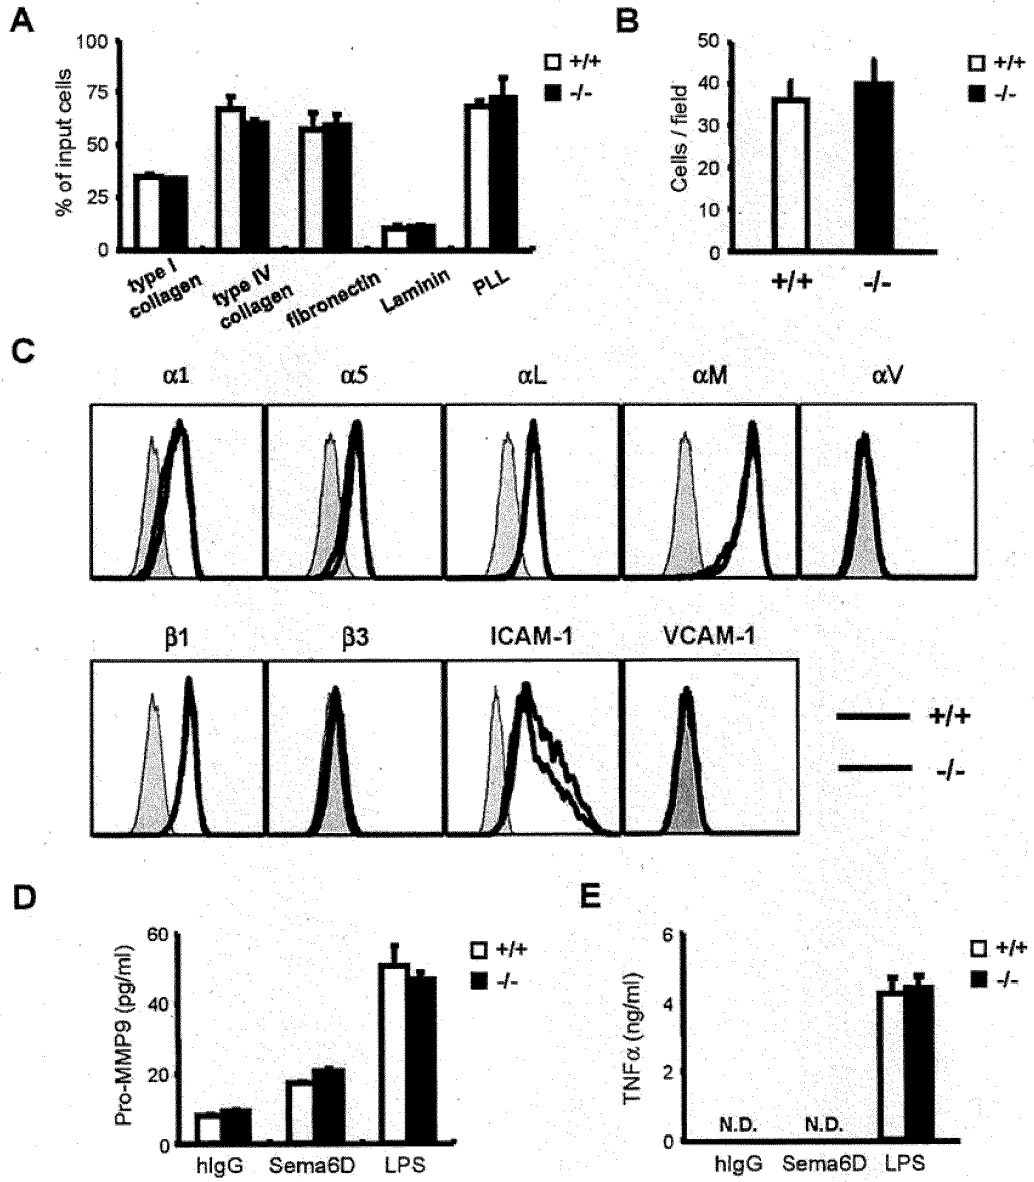 A
% of input cells
100
75
50
25
0
+/+
-/-
type I
collagen
type IV
collagen
fibronectin
Laminin
PLL
B
Cells / field
50
40
30
20
10
0
+/+
-/-
+/+
-/-
C
α1
α5
αL
αM
αV
β1
β3
ICAM-1
VCAM-1
+/+
-/-
D
Pro-MMP9 (pg/ml)
60
40
20
0
+/+
-/-
hIgG
Sema6D
LPS
E
TNFα (ng/ml)
6
4
2
0
N.D.
N.D.
+/+
-/-
hIgG
Sema6D
LPS